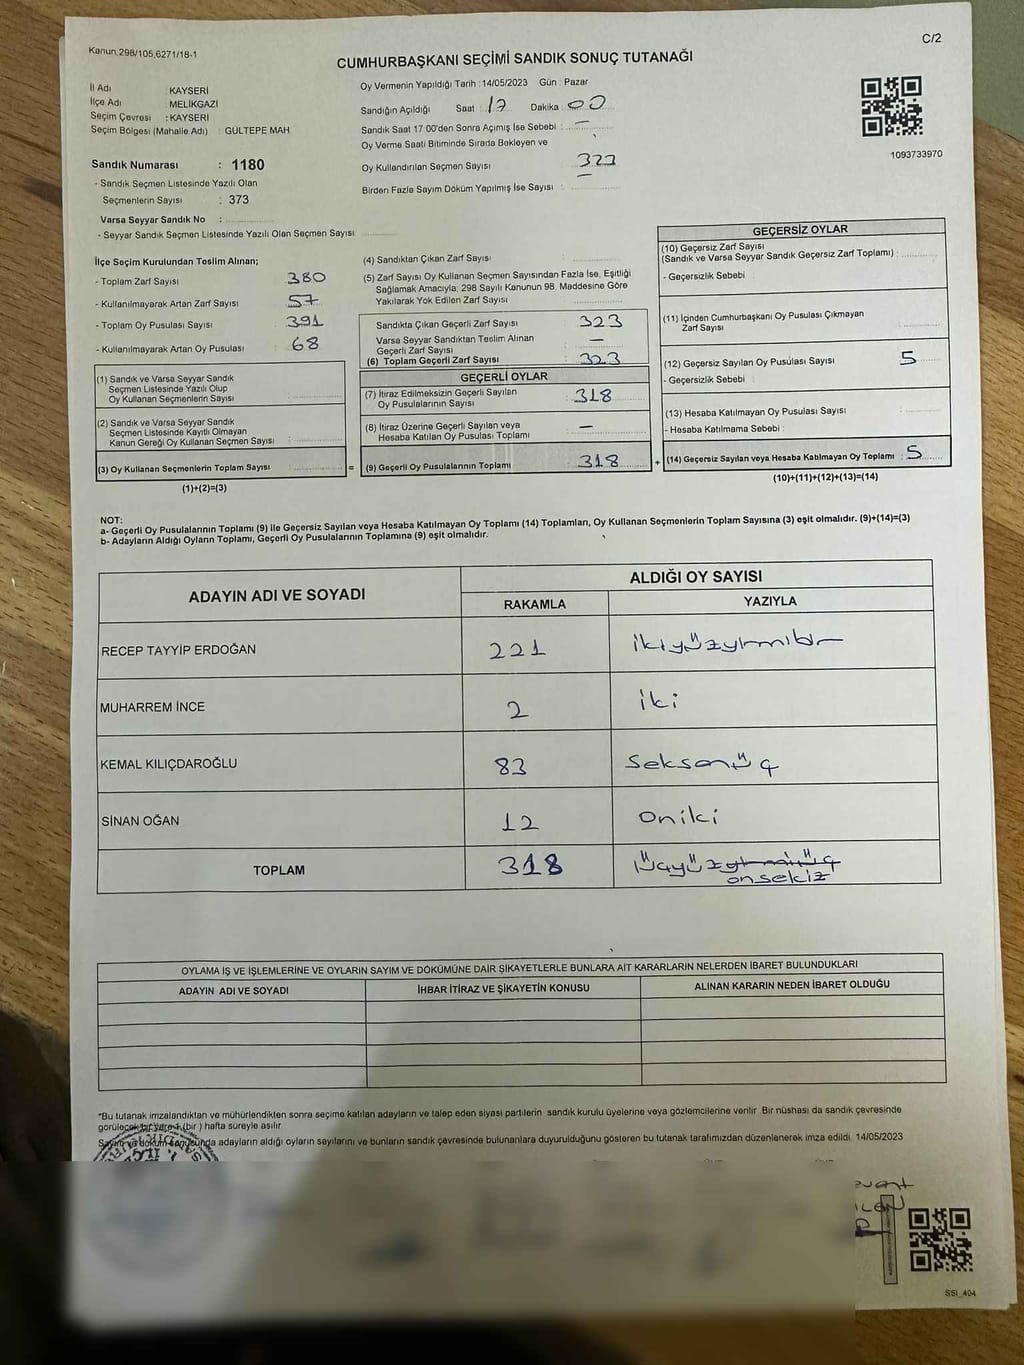 Kanun:298/105,6271/18-1
C/2
CUMHURBAŞKANI SEÇİMİ SANDIK SONUÇ TUTANAĞI
İl Adı KAYSERİ
İlçe Adı MELİKGAZİ
Seçim Çevresi : KAYSERİ
Seçim Bölgesi (Mahalle Adı) : GÜLTEPE MAH
Sandık Numarası : 1180
- Sandık Seçmen Listesinde Yazılı Olan
Seçmenlerin Sayısı : 373
Varsa Seyyar Sandık No :
- Seyyar Sandık Seçmen Listesinde Yazılı Olan Seçmen Sayısı
Oy Vermenin Yapıldığı Tarih : 14/05/2023 Gün : Pazar
Sandığın Açıldığı Saat : 17 Dakika : 00
Sandık Saat 17:00'den Sonra Açımış İse Sebebi : —
Oy Verme Saati Bitiminde Sırada Bekleyen ve
Oy Kullandırılan Seçmen Sayısı 323
Birden Fazla Sayım Döküm Yapılmış İse Sayısı : —
1093733970
İlçe Seçim Kurulundan Teslim Alınan;
- Toplam Zarf Sayısı 380
- Kullanılmayarak Artan Zarf Sayısı 57
- Toplam Oy Pusulası Sayısı 391
- Kullanılmayarak Artan Oy Pusulası 68
(1) Sandık ve Varsa Seyyar Sandık
Seçmen Listesinde Yazılı Olup
Oy Kullanan Seçmenlerin Sayısı :
(2) Sandık ve Varsa Seyyar Sandık
Seçmen Listesinde Kayıtlı Olmayan
Kanun Gereği Oy Kullanan Seçmen Sayısı :
(3) Oy Kullanan Seçmenlerin Toplam Sayısı :
(1)+(2)=(3)
(4) Sandıktan Çıkan Zarf Sayısı :
(5) Zarf Sayısı Oy Kullanan Seçmen Sayısından Fazla İse, Eşitliği
Sağlamak Amacıyla; 298 Sayılı Kanunun 98. Maddesine Göre
Yakılarak Yok Edilen Zarf Sayısı :
Sandıkta Çıkan Geçerli Zarf Sayısı : 323
Varsa Seyyar Sandıktan Teslim Alınan
Geçerli Zarf Sayısı : —
(6) Toplam Geçerli Zarf Sayısı : 323
GEÇERLİ OYLAR
(7) İtiraz Edilmeksizin Geçerli Sayılan
Oy Pusulalarının Sayısı : 318
(8) İtiraz Üzerine Geçerli Sayılan veya
Hesaba Katılan Oy Pusulası Toplamı : —
= (9) Geçerli Oy Pusulalarının Toplamı : 318
GEÇERSİZ OYLAR
(10) Geçersiz Zarf Sayısı
(Sandık ve Varsa Seyyar Sandık Geçersiz Zarf Toplamı) :
- Geçersizlik Sebebi :
(11) İçinden Cumhurbaşkanı Oy Pusulası Çıkmayan
Zarf Sayısı :
(12) Geçersiz Sayılan Oy Pusulası Sayısı : 5
- Geçersizlik Sebebi :
(13) Hesaba Katılmayan Oy Pusulası Sayısı :
- Hesaba Katılmama Sebebi :
+ (14) Geçersiz Sayılan veya Hesaba Katılmayan Oy Toplamı : 5
(10)+(11)+(12)+(13)=(14)
NOT:
a- Geçerli Oy Pusulalarının Toplamı (9) ile Geçersiz Sayılan veya Hesaba Katılmayan Oy Toplamı (14) Toplamları, Oy Kullanan Seçmenlerin Toplam Sayısına (3) eşit olmalıdır. (9)+(14)=(3)
b- Adayların Aldığı Oyların Toplamı, Geçerli Oy Pusulalarının Toplamına (9) eşit olmalıdır.
ADAYIN ADI VE SOYADI
ALDIĞI OY SAYISI
RAKAMLA YAZIYLA
RECEP TAYYİP ERDOĞAN 221 ikiyüzyirmibir
MUHARREM İNCE 2 iki
KEMAL KILIÇDAROĞLU 83 Seksenüç
SİNAN OĞAN 12 oniki
TOPLAM 318 üçyüzyirmiüç
onsekiz
OYLAMA İŞ VE İŞLEMLERİNE VE OYLARIN SAYIM VE DÖKÜMÜNE DAİR ŞİKAYETLERLE BUNLARA AİT KARARLARIN NELERDEN İBARET BULUNDUKLARI
ADAYIN ADI VE SOYADI İHBAR İTİRAZ VE ŞİKAYETİN KONUSU ALINAN KARARIN NEDEN İBARET OLDUĞU
*Bu tutanak imzalandıktan ve mühürlendikten sonra seçime katılan adayların ve talep eden siyasi partilerin sandık kurulu üyelerine veya gözlemcilerine verilir. Bir nüshası da sandık çevresinde
görülecek bir yere 1 (bir) hafta süreyle asılır
Sayım ve döküm sonucunda adayların aldığı oyların sayılarını ve bunların sandık çevresinde bulunanlara duyurulduğunu gösteren bu tutanak tarafımızdan düzenlenerek imza edildi. 14/05/2023
SSI_404